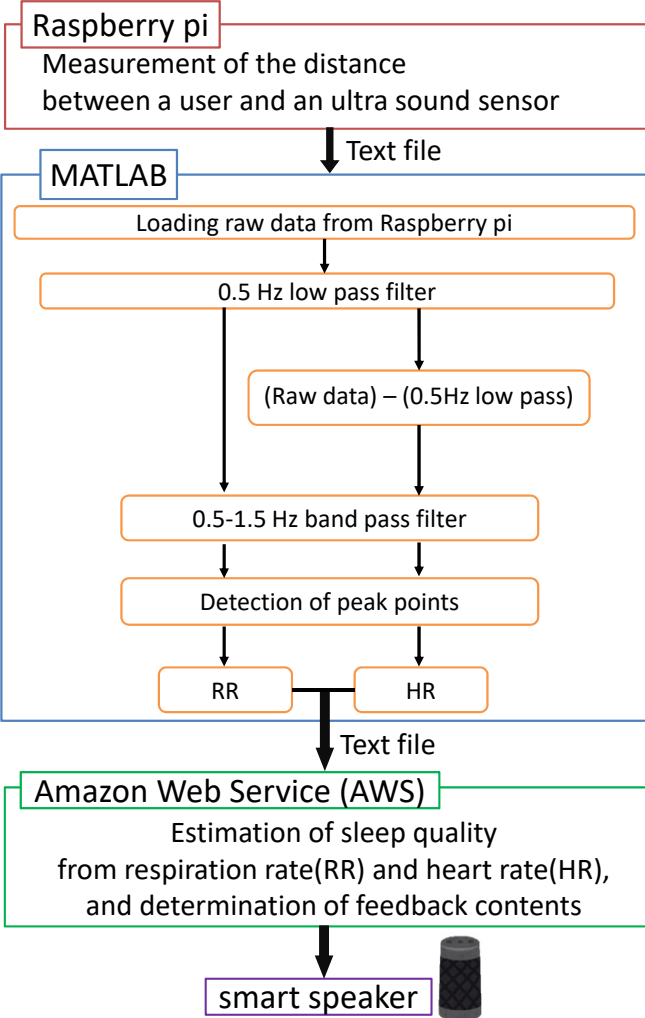 Raspberry pi
Measurement of the distance
between a user and an ultra sound sensor
Text file
MATLAB
Loading raw data from Raspberry pi
0.5 Hz low pass filter
(Raw data) – (0.5Hz low pass)
0.5-1.5 Hz band pass filter
Detection of peak points
RR
HR
Text file
Amazon Web Service (AWS)
Estimation of sleep quality
from respiration rate(RR) and heart rate(HR),
and determination of feedback contents
smart speaker